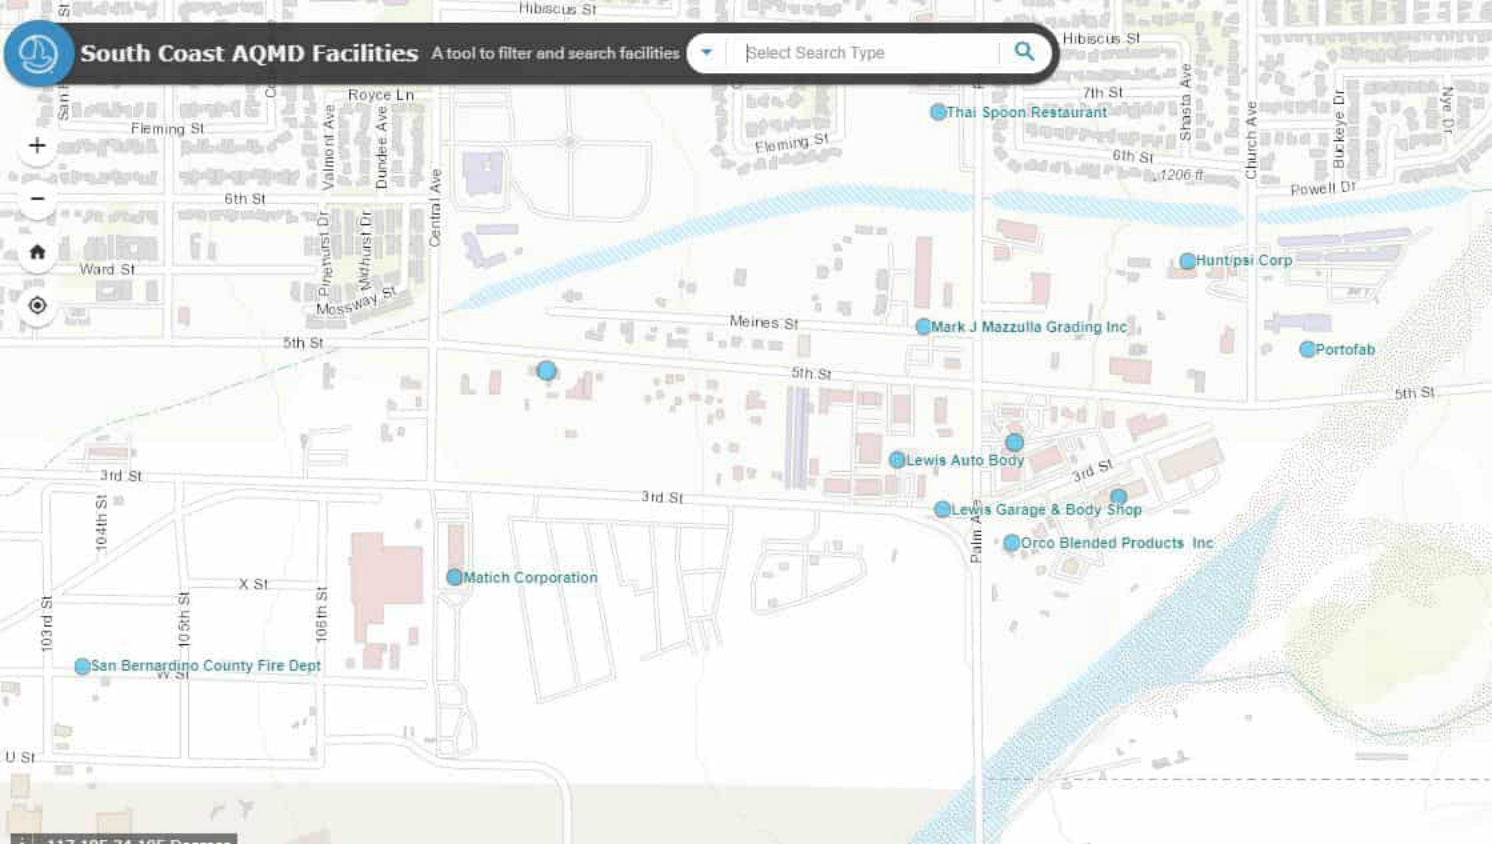 Hibiscus St
South Coast AQMD Facilities
A tool to filter and search facilities
Select Search Type
Hibiscus St
Royce Ln
7th St
Thai Spoon Restaurant
Fleming St
Fleming St
6th St
1206 ft
Shasta Ave
Church Ave
Buckeye Dr
Nye Dr
Powell Dr
Valmont Ave
Dundee Ave
Central Ave
6th St
Pinehurst Dr
Midhurst Dr
Ward St
Mossway St
Huntipsi Corp
Meines St
Mark J Mazzulla Grading Inc
5th St
Portofab
5th St
5th St
Lewis Auto Body
3rd St
3rd St
3rd St
104th St
Lewis Garage & Body Shop
Palm Ave
Orco Blended Products Inc
Matich Corporation
X St
103rd St
105th St
106th St
San Bernardino County Fire Dept
W St
U St